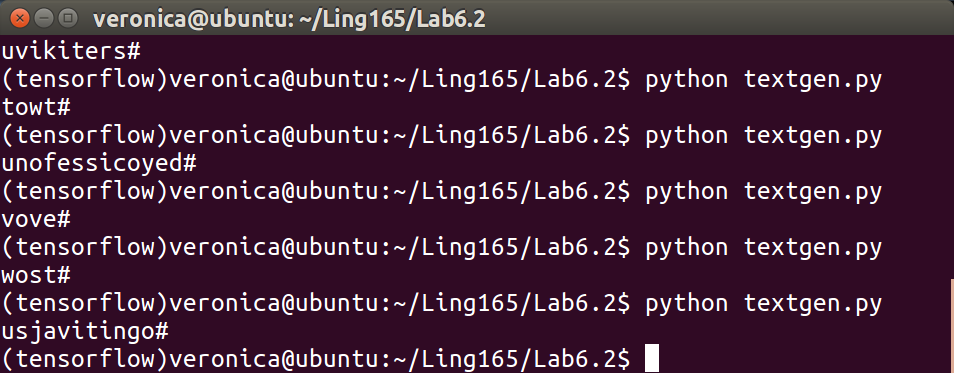 veronica@ubuntu: ~/Ling165/Lab6.2
uvikiters#
(tensorflow)veronica@ubuntu:~/Ling165/Lab6.2$ python textgen.py
towt#
(tensorflow)veronica@ubuntu:~/Ling165/Lab6.2$ python textgen.py
unofessicoyed#
(tensorflow)veronica@ubuntu:~/Ling165/Lab6.2$ python textgen.py
vove#
(tensorflow)veronica@ubuntu:~/Ling165/Lab6.2$ python textgen.py
wost#
(tensorflow)veronica@ubuntu:~/Ling165/Lab6.2$ python textgen.py
usjavitingo#
(tensorflow)veronica@ubuntu:~/Ling165/Lab6.2$